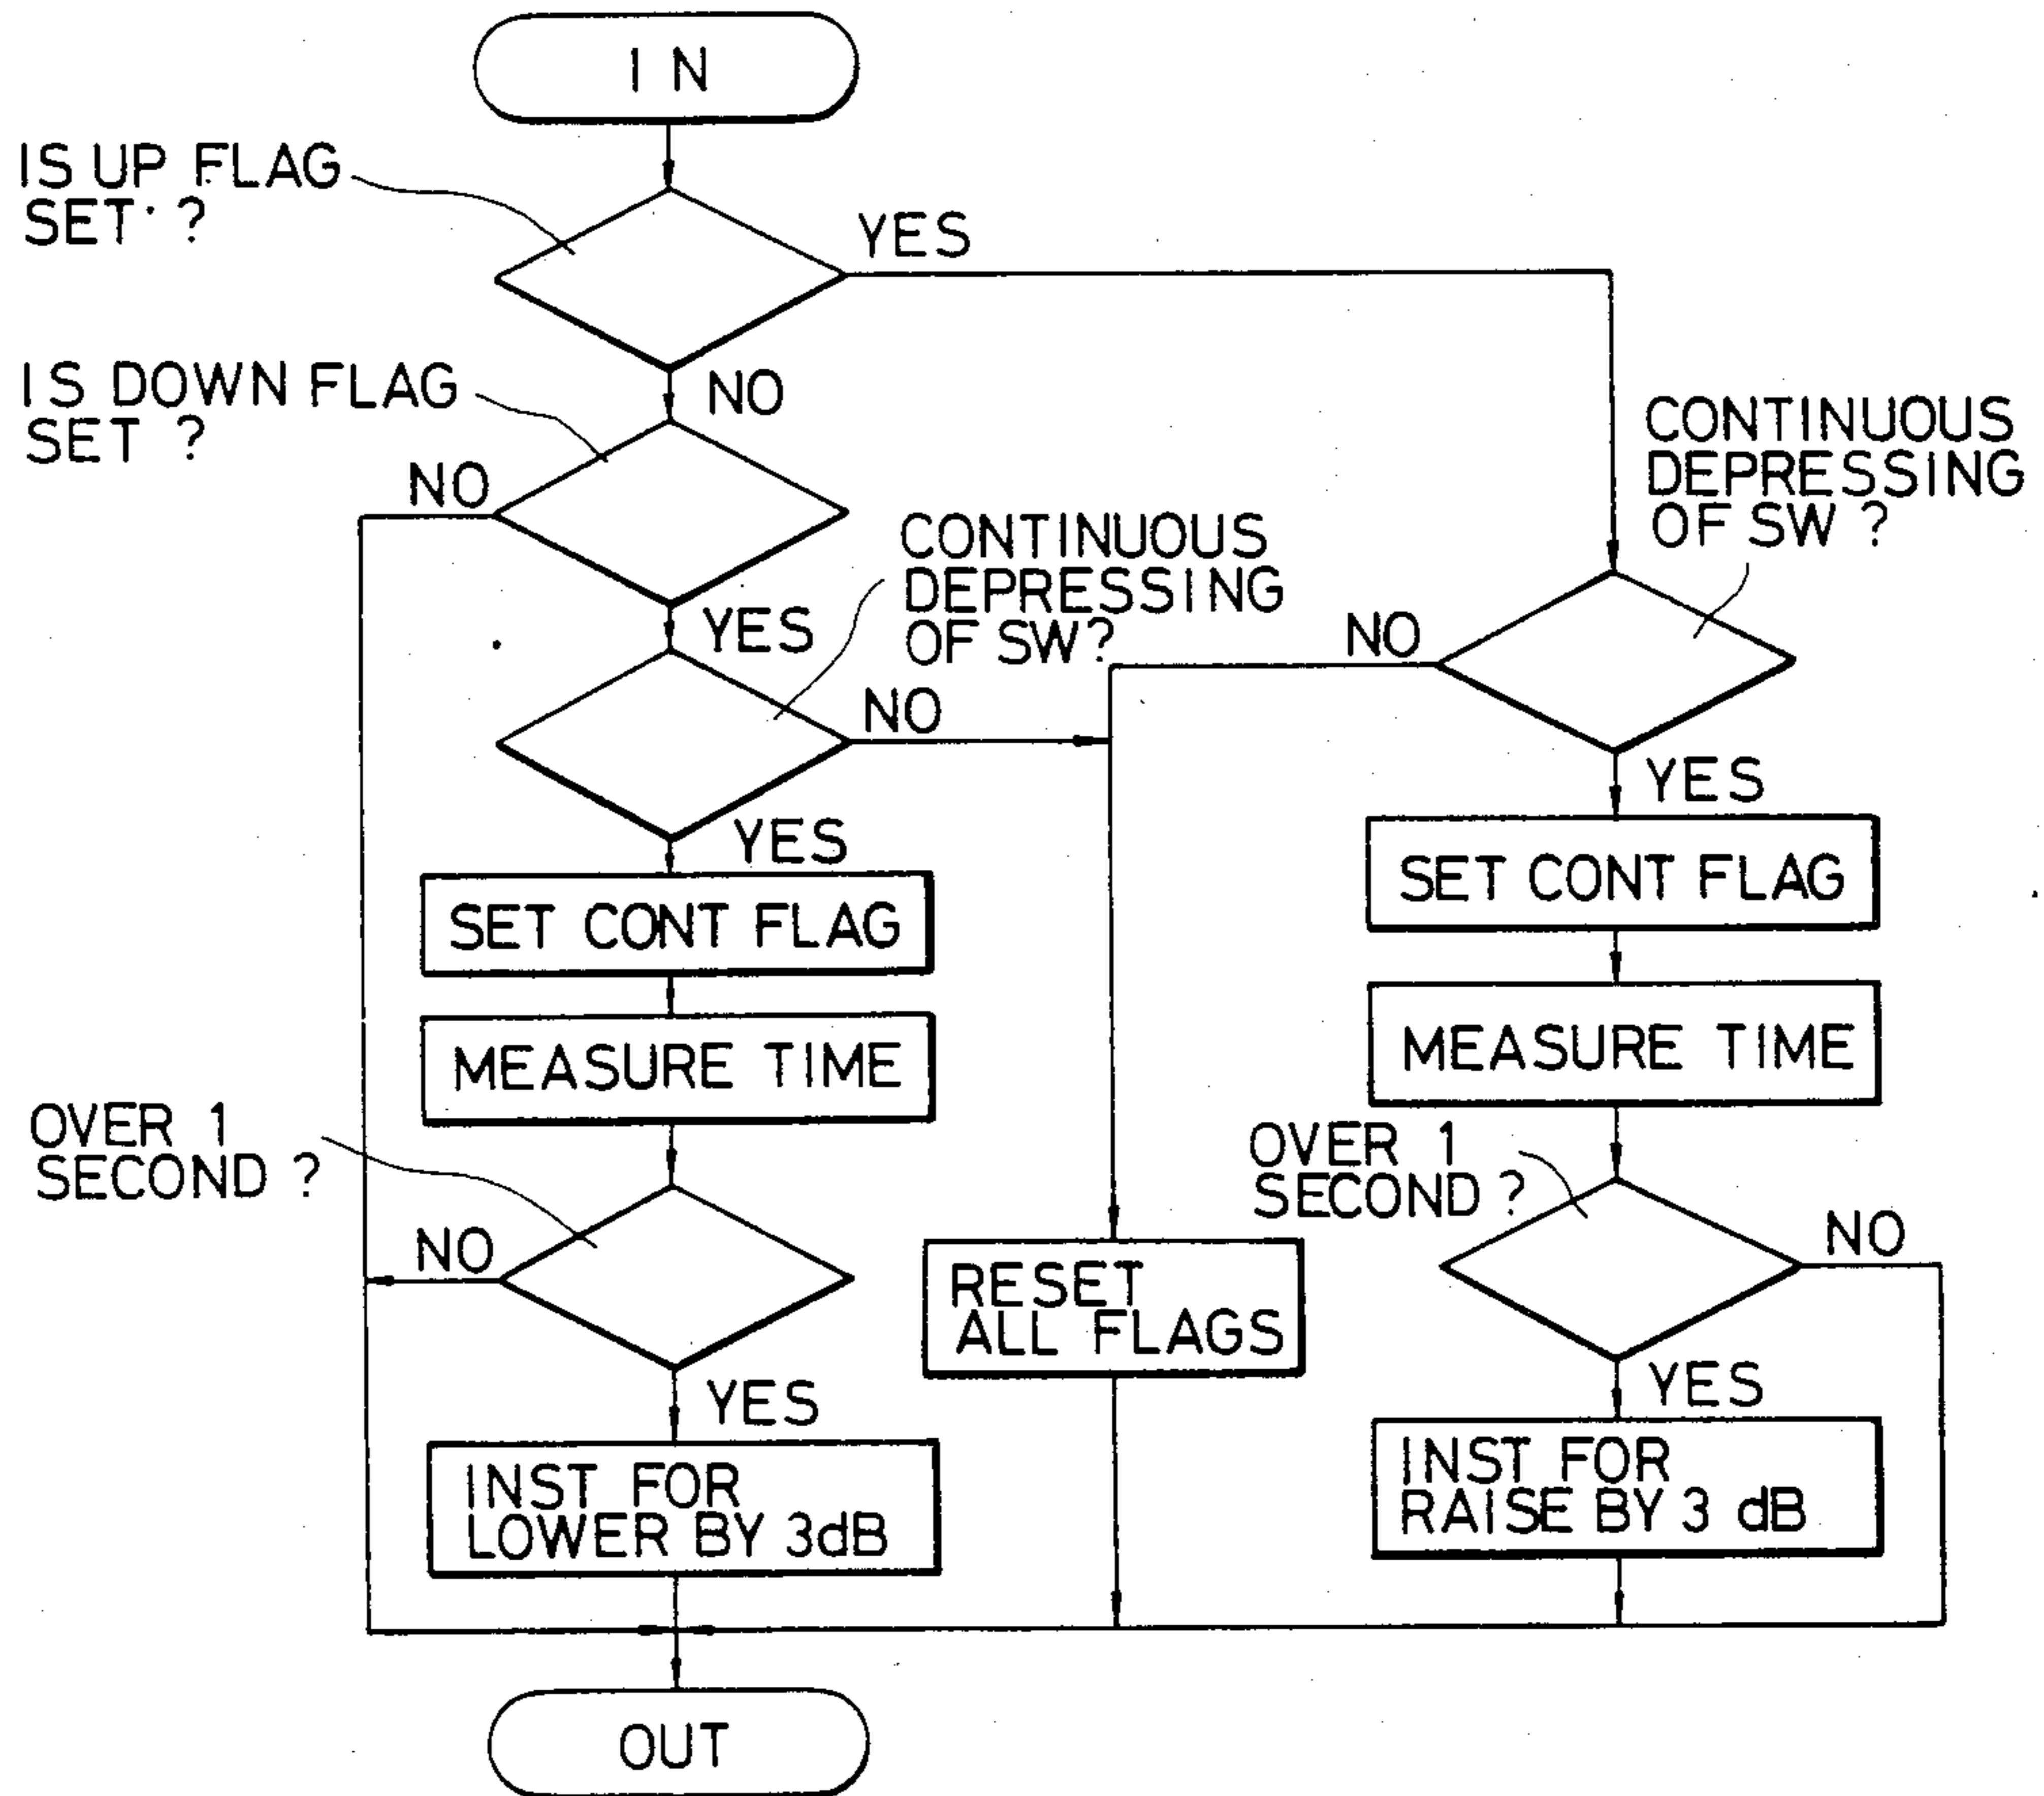 IN
IS UP FLAG
SET ?
YES
NO
IS DOWN FLAG
SET ?
NO
YES
CONTINUOUS
DEPRESSING
OF SW ?
NO
YES
CONTINUOUS
DEPRESSING
OF SW?
NO
YES
SET CONT FLAG
MEASURE TIME
OVER 1
SECOND ?
NO
YES
INST FOR
LOWER BY 3dB
RESET
ALL FLAGS
SET CONT FLAG
MEASURE TIME
OVER 1
SECOND ?
NO
YES
INST FOR
RAISE BY 3 dB
OUT